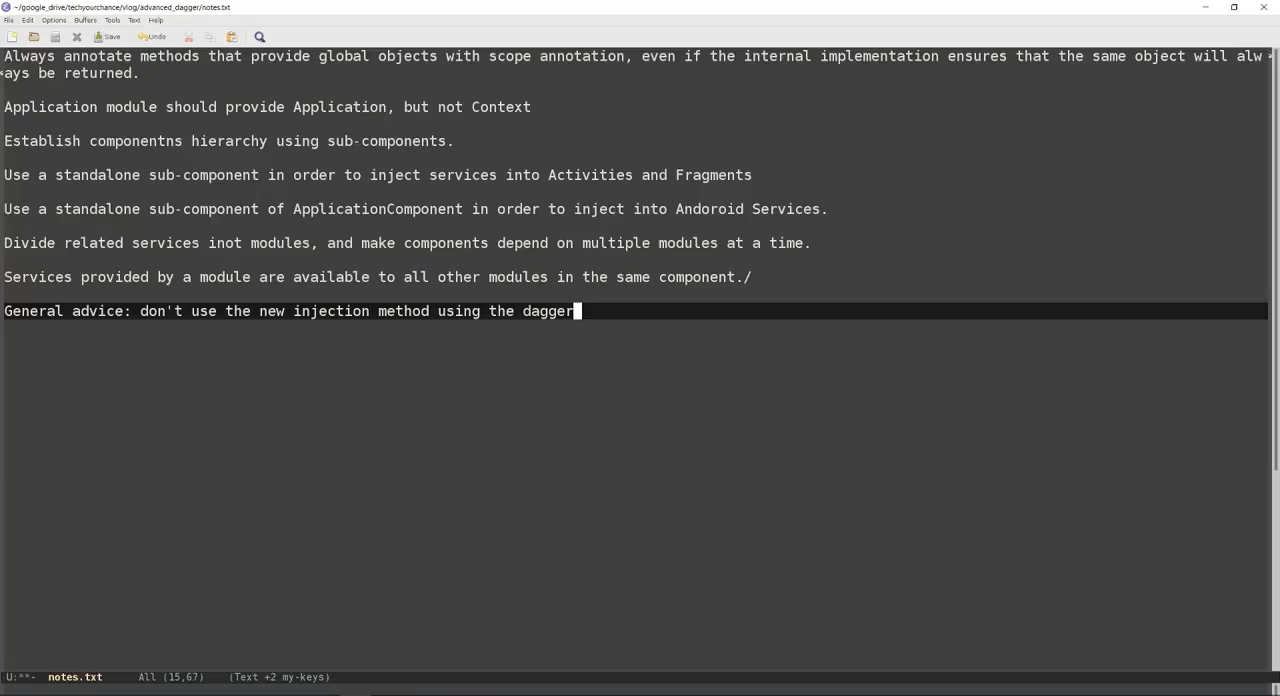 ~/google_drive/techyourchance/vlog/advanced_dagger/notes.txt
File Edit Options Buffers Tools Text Help
Save Undo
Always annotate methods that provide global objects with scope annotation, even if the internal implementation ensures that the same object will alw
ays be returned.
Application module should provide Application, but not Context
Establish componentns hierarchy using sub-components.
Use a standalone sub-component in order to inject services into Activities and Fragments
Use a standalone sub-component of ApplicationComponent in order to inject into Andoroid Services.
Divide related services inot modules, and make components depend on multiple modules at a time.
Services provided by a module are available to all other modules in the same component./
General advice: don't use the new injection method using the dagger
U:**- notes.txt All (15,67) (Text +2 my-keys)